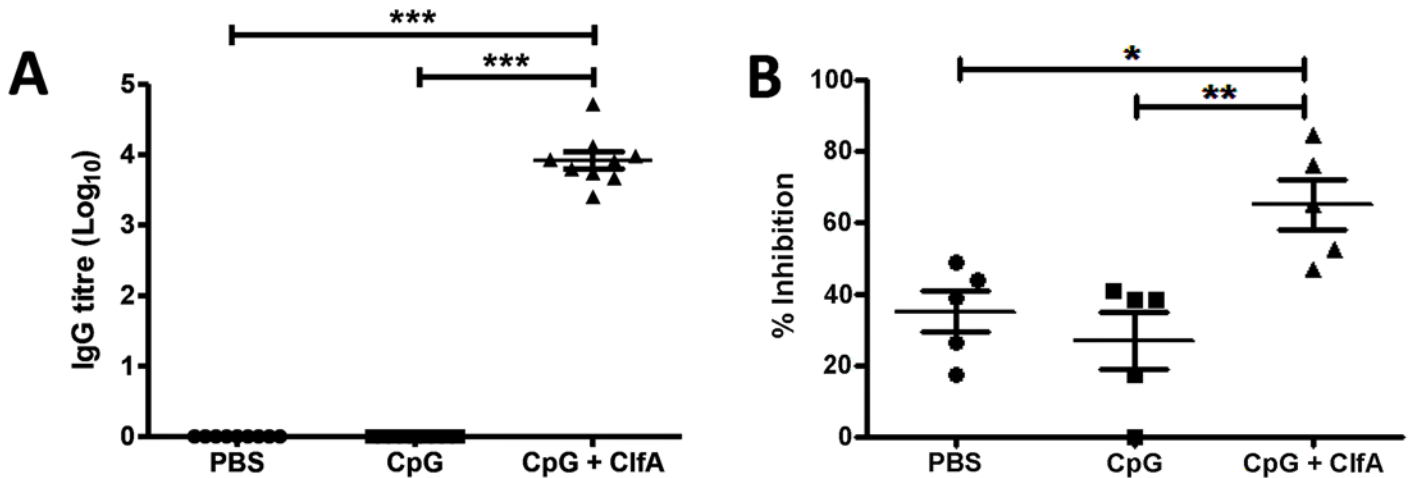 A
***
***
IgG titre (Log10)
5
4
3
2
1
0
PBS
CpG
CpG + ClfA
B
*
**
% Inhibition
100
80
60
40
20
0
PBS
CpG
CpG + ClfA